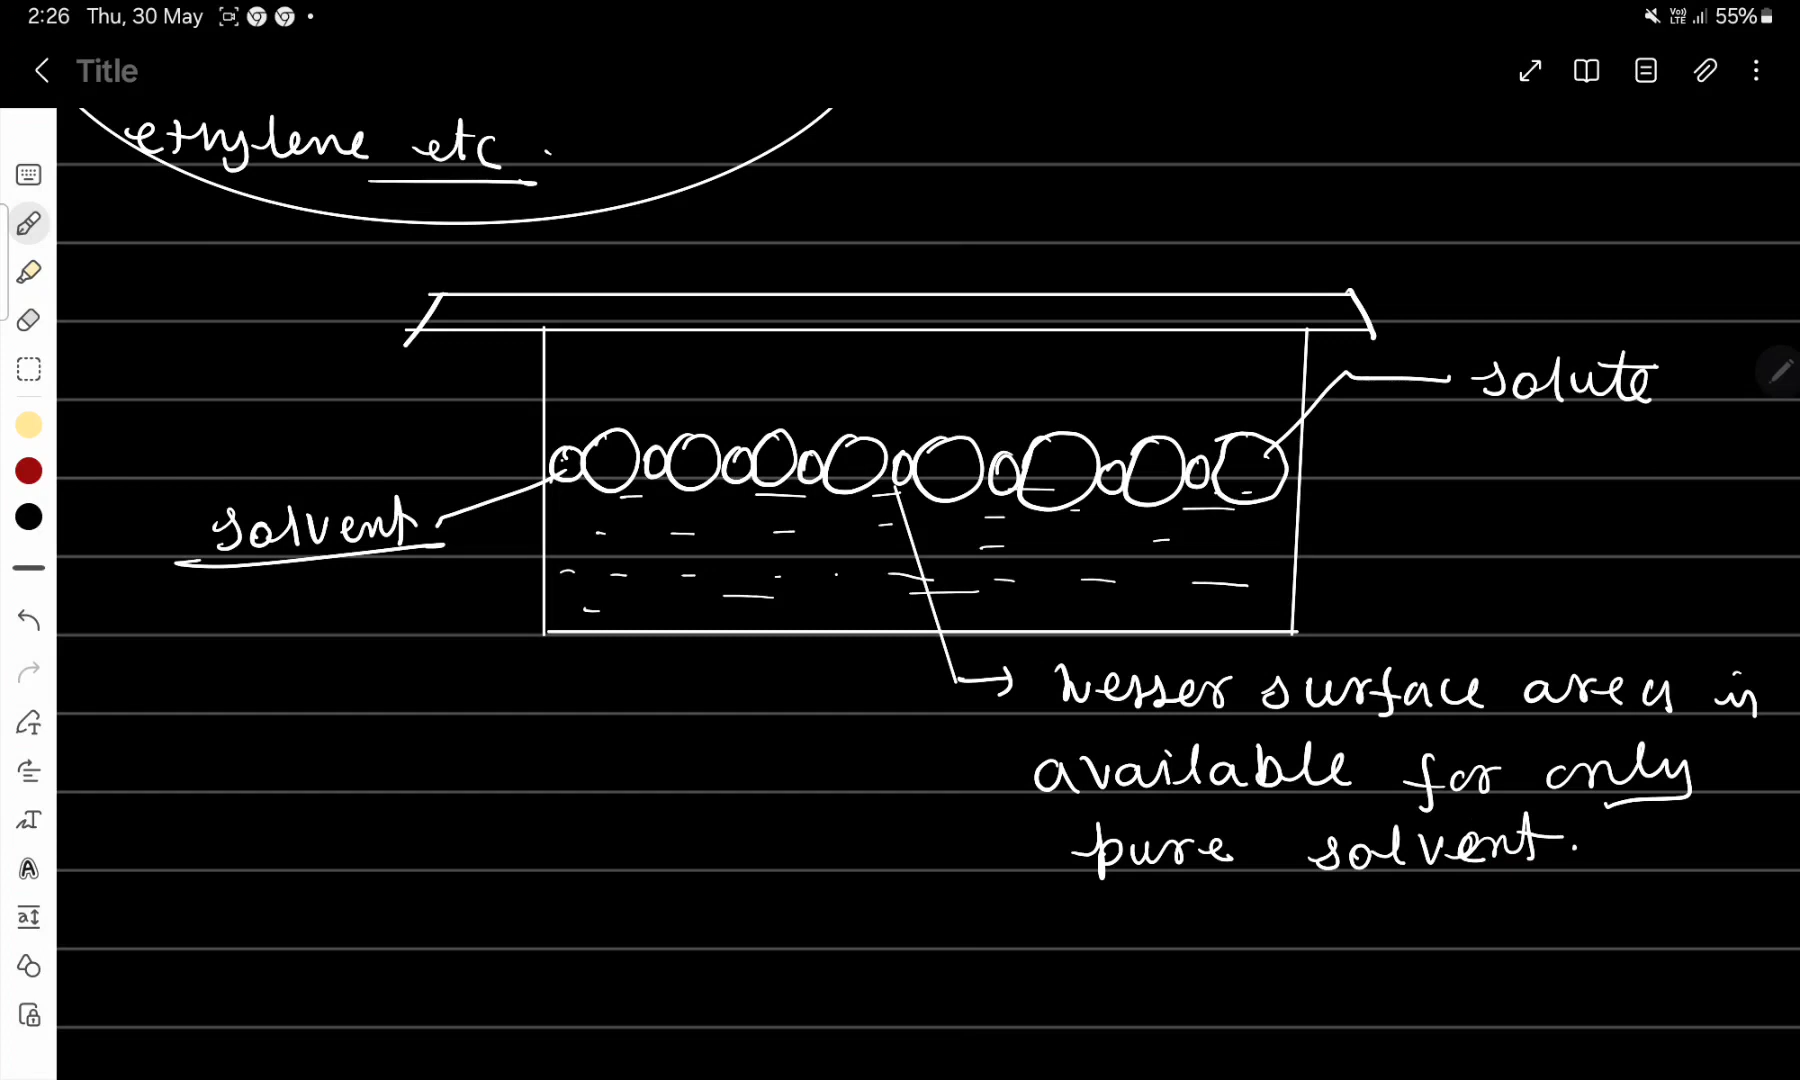 2:26 Thu, 30 May
VoLTE 55%
Title
ethylene etc.
solute
solvent
→ Lesser surface area is
available for only
pure solvent.